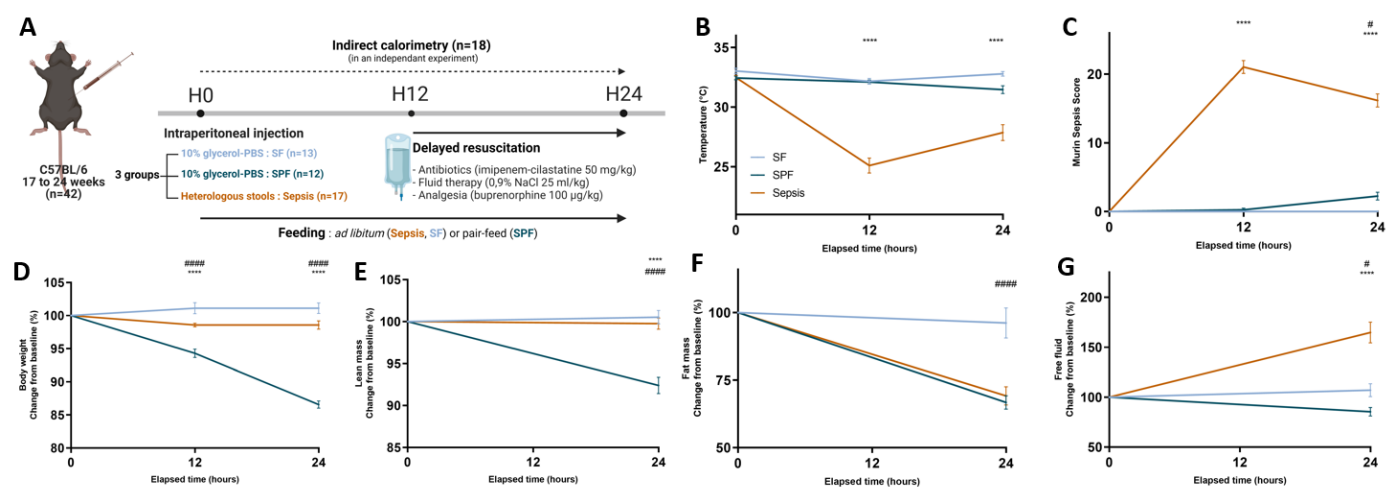 A
Indirect calorimetry (n=18)
(in an independant experiment)
H0
H12
H24
C57BL/6
17 to 24 weeks
(n=42)
Intraperitoneal injection
3 groups
10% glycerol-PBS : SF (n=13)
10% glycerol-PBS : SPF (n=12)
Heterologous stools : Sepsis (n=17)
Delayed resuscitation
- Antibiotics (imipenem-cilastatine 50 mg/kg)
- Fluid therapy (0,9% NaCl 25 ml/kg)
- Analgesia (buprenorphine 100 µg/kg)
Feeding : ad libitum (Sepsis, SF) or pair-feed (SPF)
B
****
****
Temperature (°C)
35
30
25
SF
SPF
Sepsis
0
12
24
Elapsed time (hours)
C
****
#
****
Murin Sepsis Score
20
10
0
0
12
24
Elapsed time (hours)
D
####
****
####
****
Body weight
Change from baseline (%)
105
100
95
90
85
80
0
12
24
Elapsed time (hours)
E
****
####
Lean mass
Change from baseline (%)
105
100
95
90
85
0
12
24
Elapsed time (hours)
F
####
Fat mass
Change from baseline (%)
100
75
50
0
12
24
Elapsed time (hours)
G
#
****
Free fluid
Change from baseline (%)
200
150
100
50
0
12
24
Elapsed time (hours)